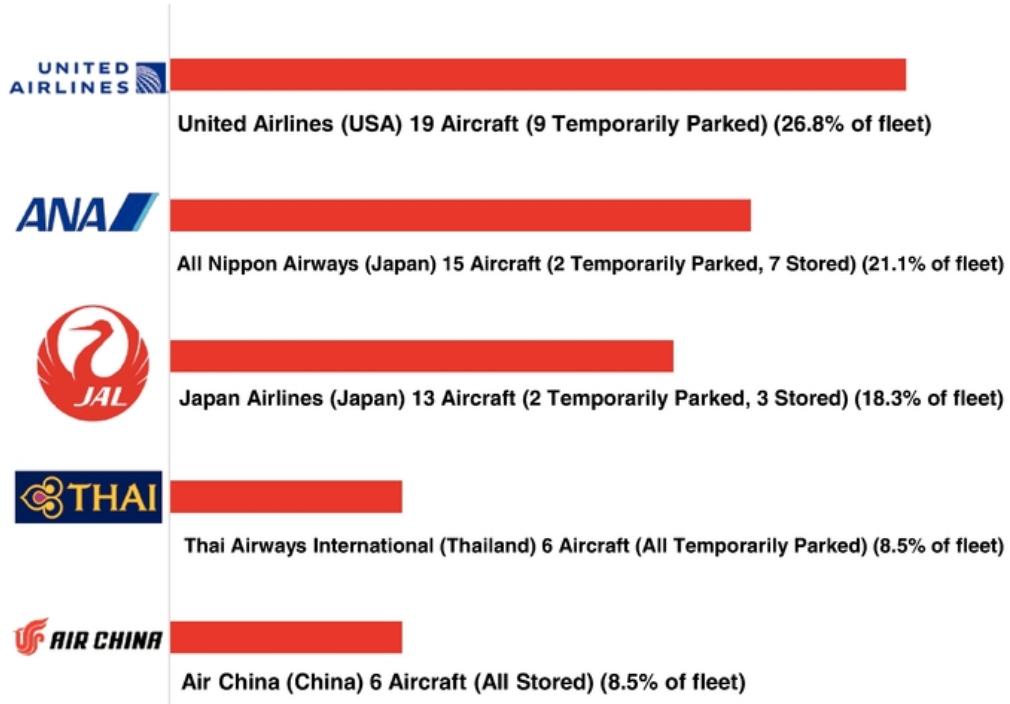 UNITED
AIRLINES
United Airlines (USA) 19 Aircraft (9 Temporarily Parked) (26.8% of fleet)
ANA
All Nippon Airways (Japan) 15 Aircraft (2 Temporarily Parked, 7 Stored) (21.1% of fleet)
JAL
Japan Airlines (Japan) 13 Aircraft (2 Temporarily Parked, 3 Stored) (18.3% of fleet)
THAI
Thai Airways International (Thailand) 6 Aircraft (All Temporarily Parked) (8.5% of fleet)
AIR CHINA
Air China (China) 6 Aircraft (All Stored) (8.5% of fleet)